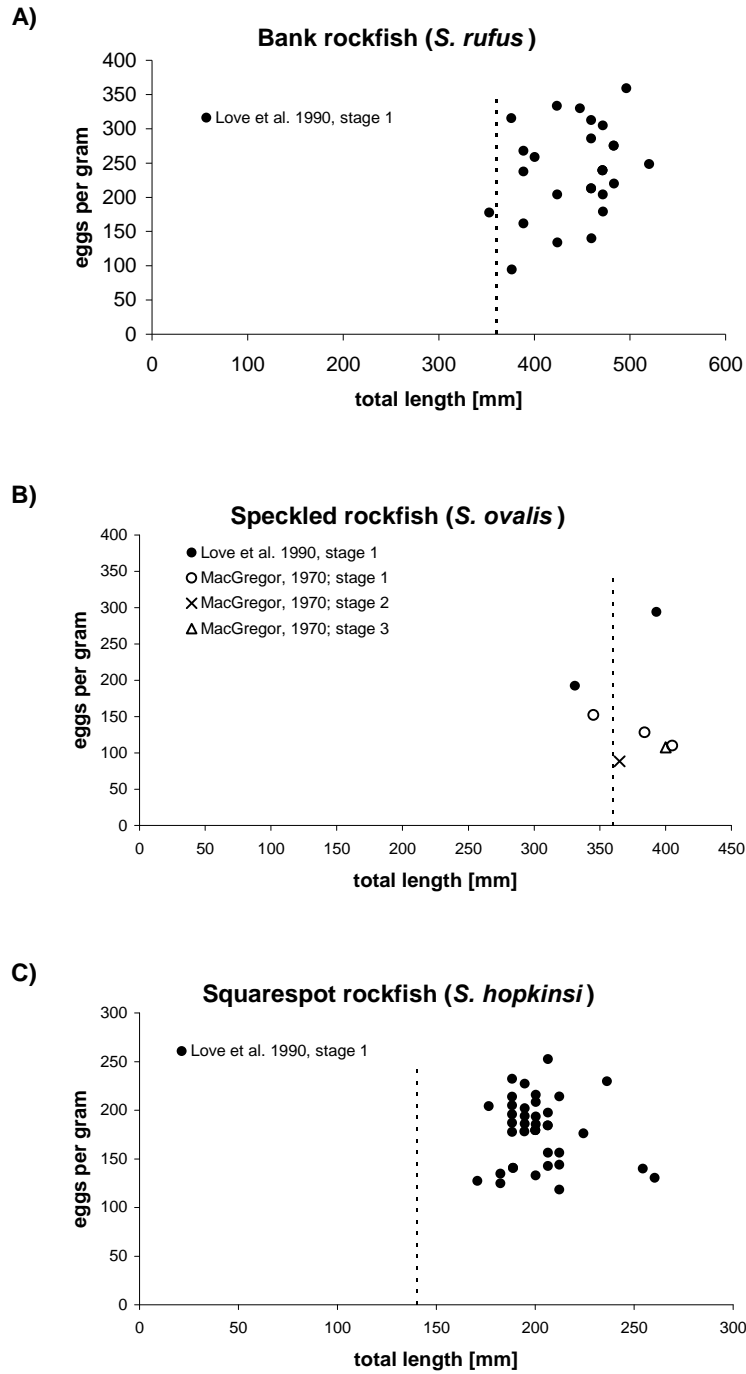 A)
Bank rockfish (S. rufus)
400
350
300
250
200
150
100
50
0
eggs per gram
Love et al. 1990, stage 1
0 100 200 300 400 500 600
total length [mm]
B)
Speckled rockfish (S. ovalis)
400
350
300
250
200
150
100
50
0
eggs per gram
Love et al. 1990, stage 1
MacGregor, 1970; stage 1
MacGregor, 1970; stage 2
MacGregor, 1970; stage 3
0 50 100 150 200 250 300 350 400 450
total length [mm]
C)
Squarespot rockfish (S. hopkinsi)
300
250
200
150
100
50
0
eggs per gram
Love et al. 1990, stage 1
0 50 100 150 200 250 300
total length [mm]